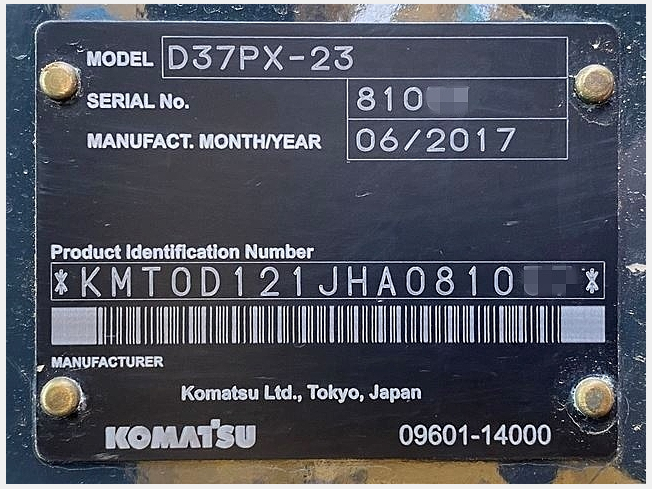 MODEL D37PX-23
SERIAL No. 810
MANUFACT. MONTH/YEAR 06/2017
Product Identification Number
*KMT0D121JHA0810 *
MANUFACTURER
Komatsu Ltd., Tokyo, Japan
KOMATSU 09601-14000